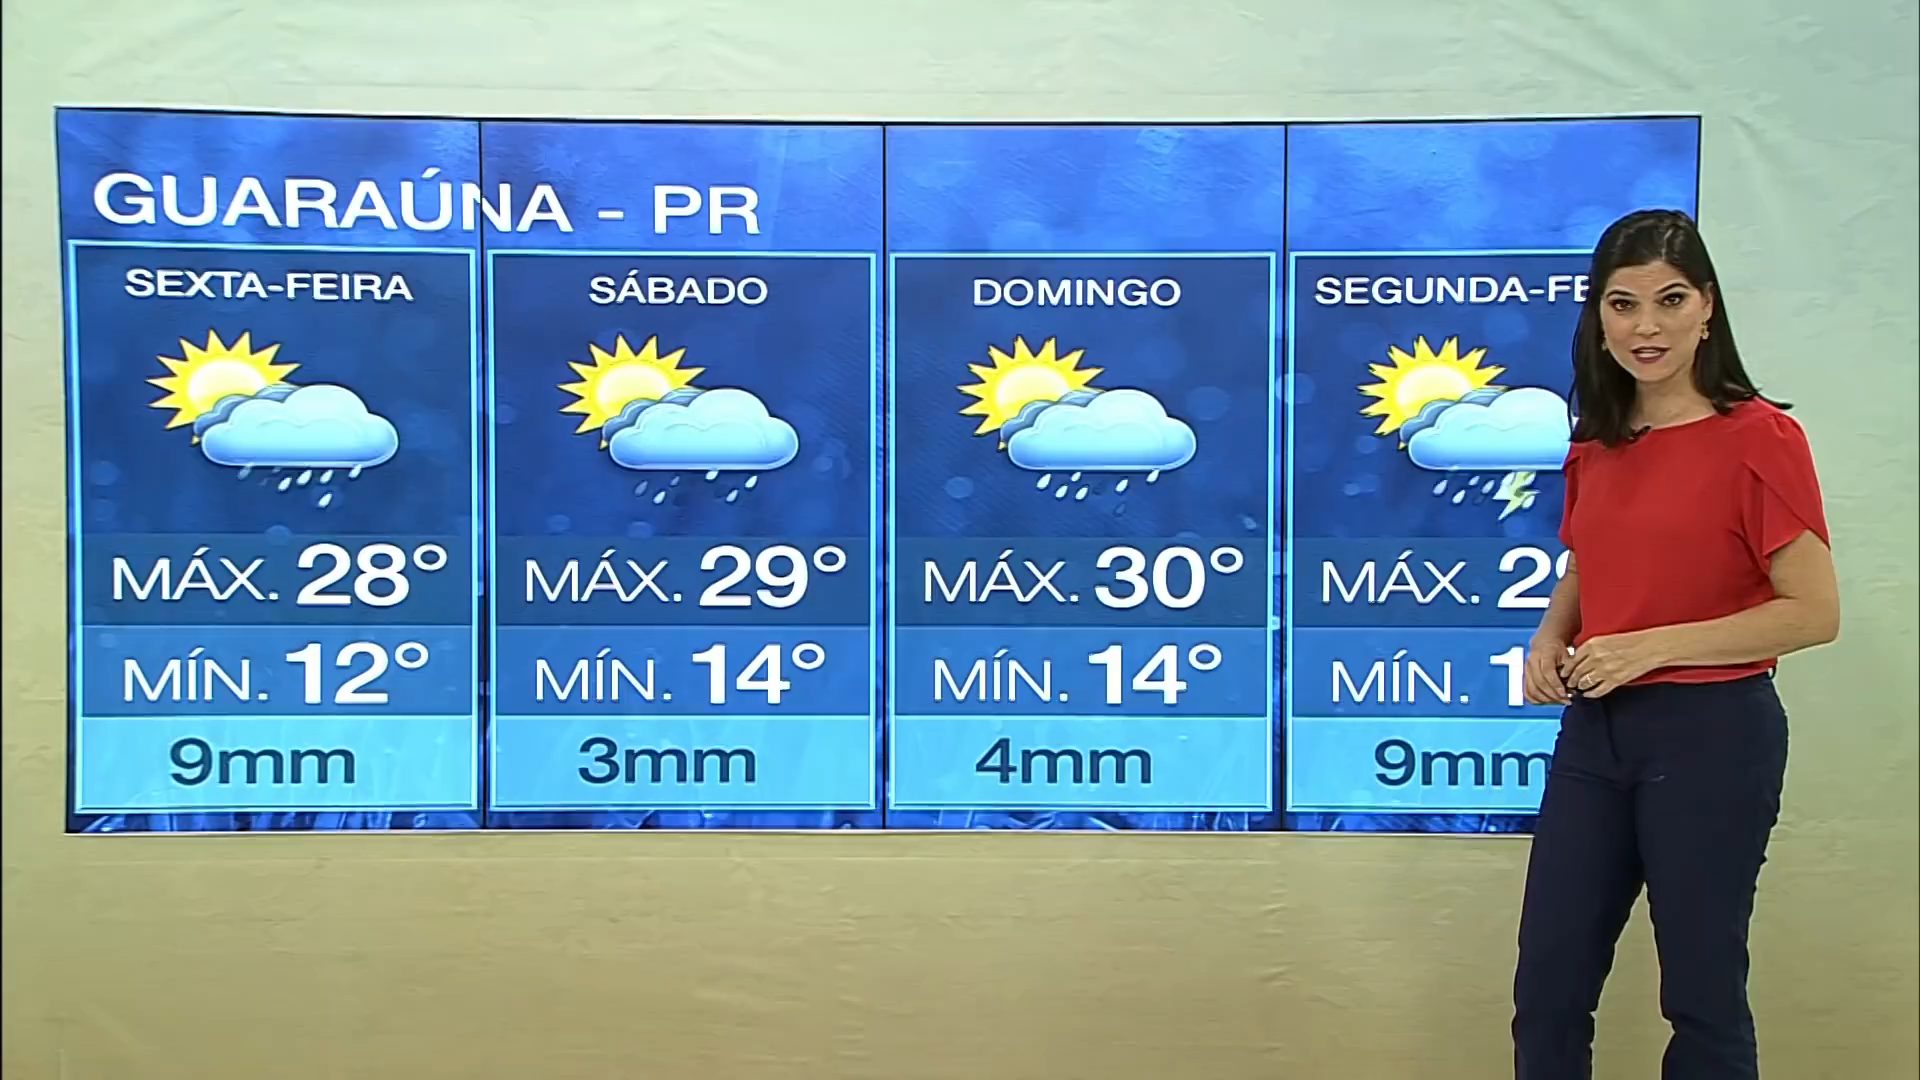 GUARAÚNA - PR
SEXTA-FEIRA
MÁX. 28°
MÍN. 12°
9mm
SÁBADO
MÁX. 29°
MÍN. 14°
3mm
DOMINGO
MÁX. 30°
MÍN. 14°
4mm
MÁX.
MÍN.
9mm